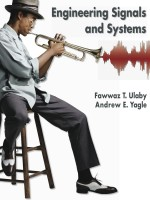 Engineering Signals
and Systems
Fawwaz T. Ulaby
Andrew E. Yagle